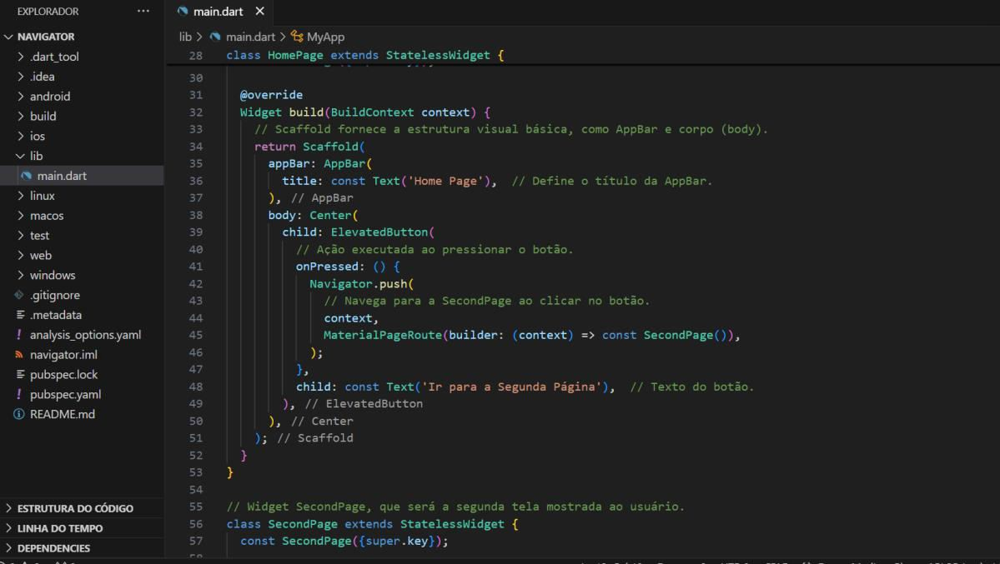 EXPLORADOR
NAVIGATOR
.dart_tool
.idea
android
build
ios
lib
main.dart
linux
macos
test
web
windows
.gitignore
.metadata
analysis_options.yaml
navigator.iml
pubspec.lock
pubspec.yaml
README.md
ESTRUTURA DO CÓDIGO
LINHA DO TEMPO
DEPENDENCIES
main.dart
lib > main.dart > MyApp
28 class HomePage extends StatelessWidget {
30
31 @override
32 Widget build(BuildContext context) {
33 // Scaffold fornece a estrutura visual básica, como AppBar e corpo (body).
34 return Scaffold(
35 appBar: AppBar(
36 title: const Text('Home Page'), // Define o título da AppBar.
37 ), // AppBar
38 body: Center(
39 child: ElevatedButton(
40 // Ação executada ao pressionar o botão.
41 onPressed: () {
42 Navigator.push(
43 // Navega para a SecondPage ao clicar no botão.
44 context,
45 MaterialPageRoute(builder: (context) => const SecondPage()),
46 );
47 },
48 child: const Text('Ir para a Segunda Página'), // Texto do botão.
49 ), // ElevatedButton
50 ), // Center
51 ); // Scaffold
52 }
53 }
54
55 // Widget SecondPage, que será a segunda tela mostrada ao usuário.
56 class SecondPage extends StatelessWidget {
57 const SecondPage({super.key});